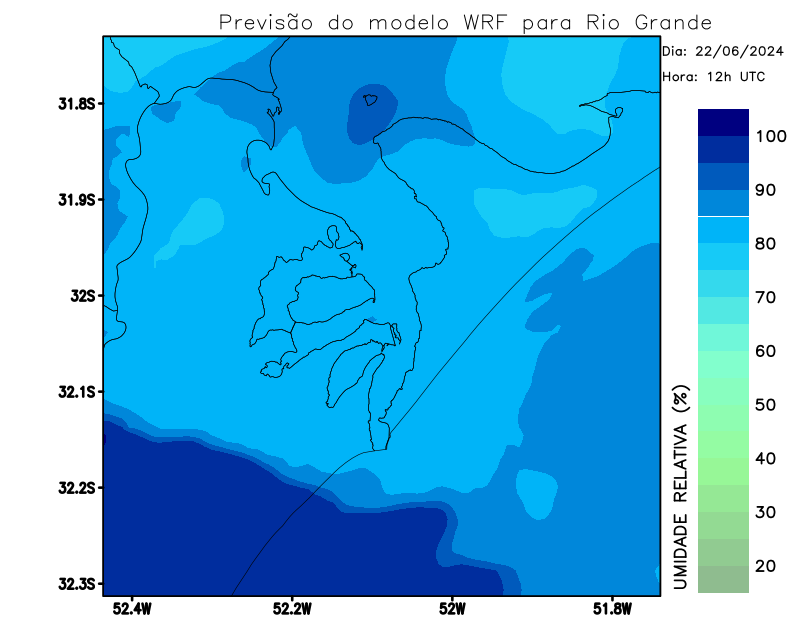 Previsão do modelo WRF para Rio Grande
Dia: 22/06/2024
Hora: 12h UTC
31.8S
31.9S
32S
32.1S
32.2S
32.3S
52.4W
52.2W
52W
51.8W
100
90
80
70
60
50
40
30
20
UMIDADE RELATIVA (%)